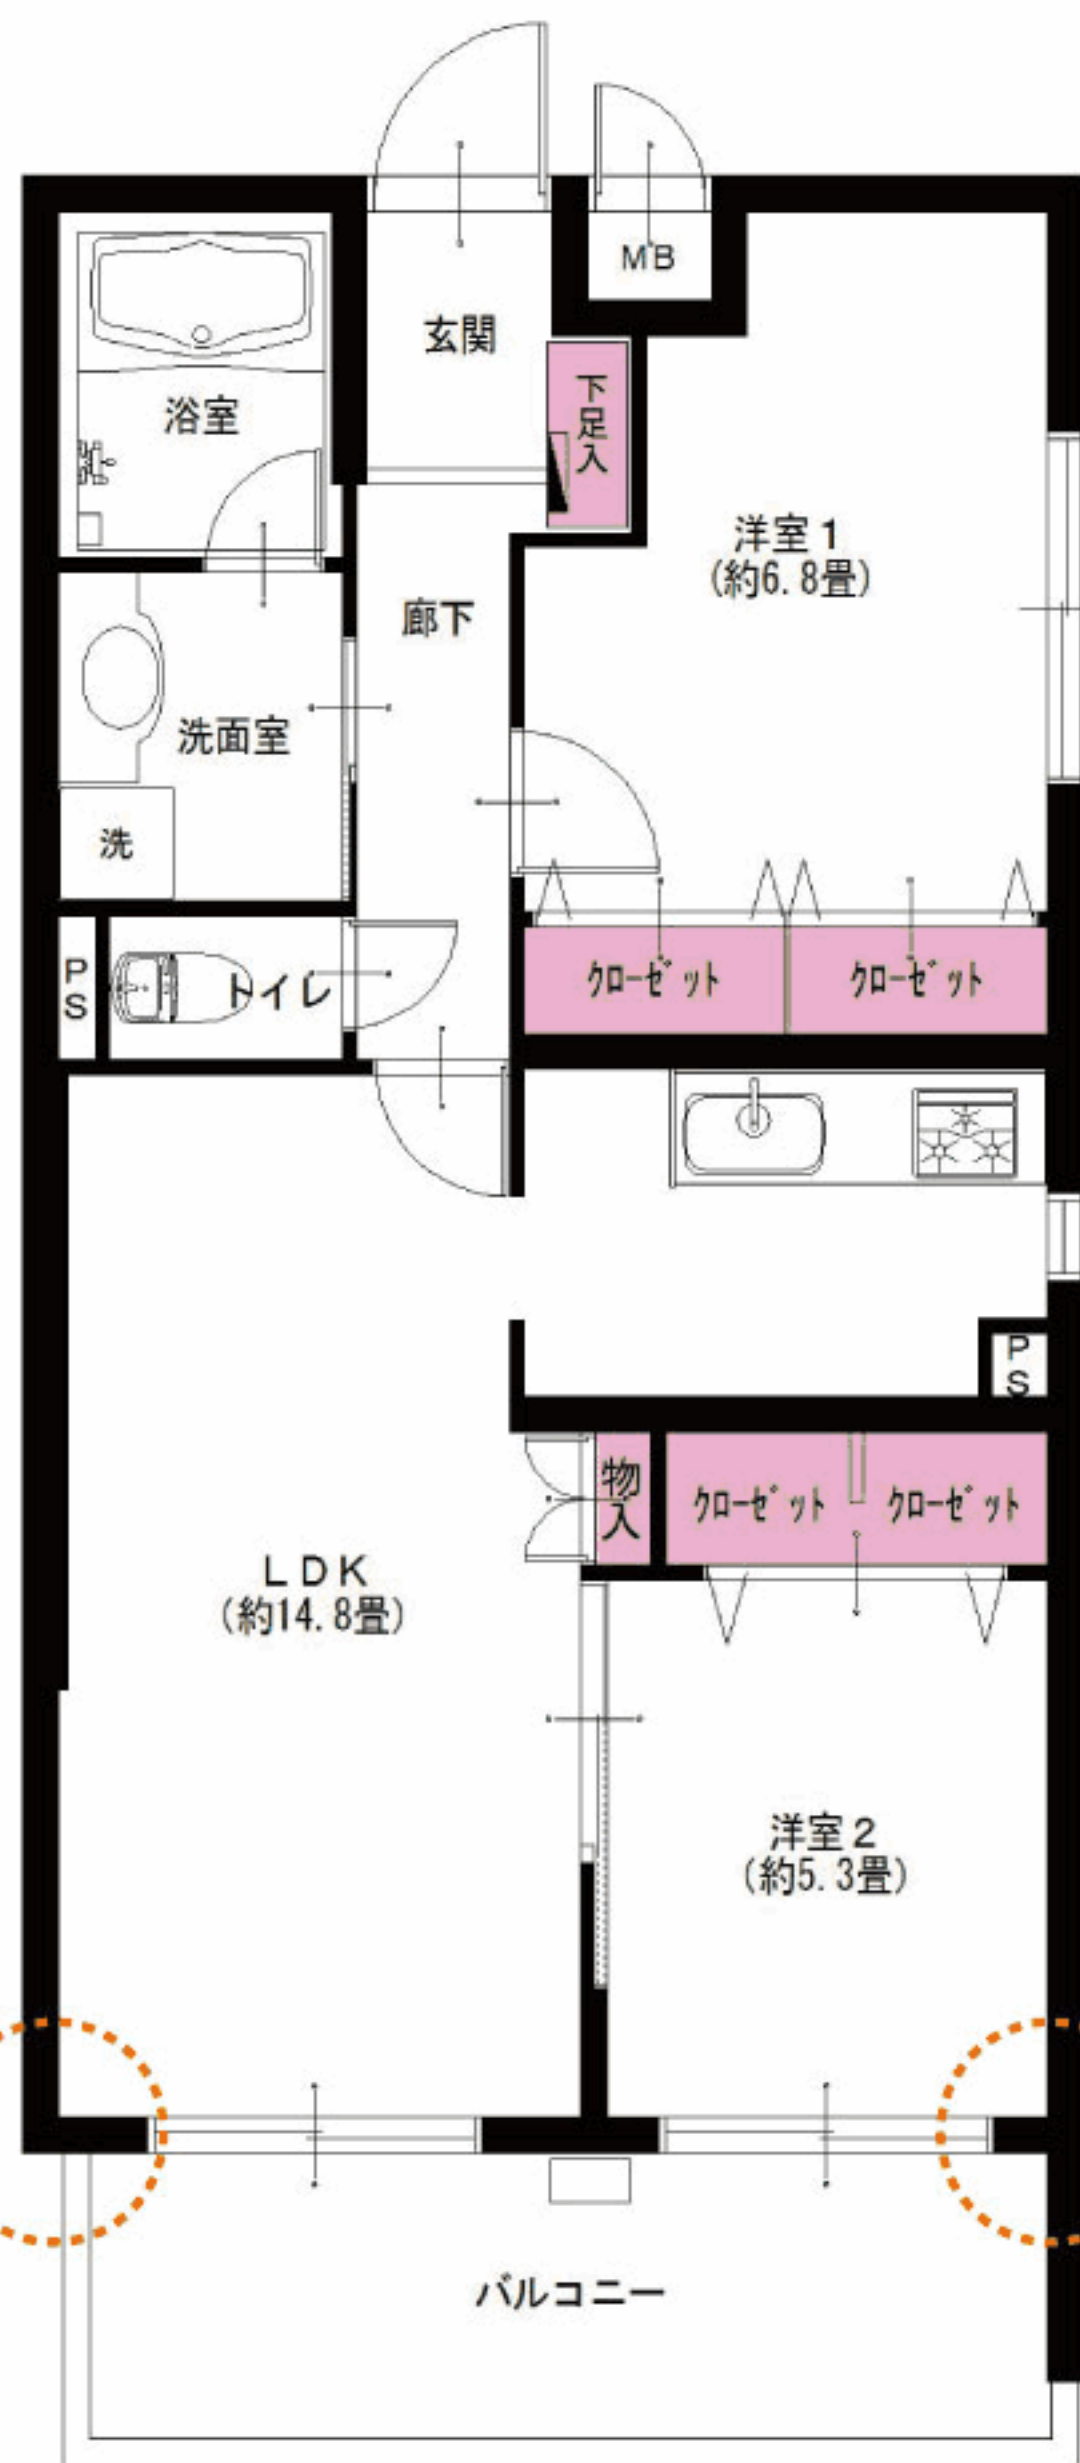 MB
玄関
下足入
浴室
洋室1
(約6.8畳)
廊下
洗面室
洗
PS
トイレ
クローゼット
クローゼット
PS
物入
クローゼット
クローゼット
LDK
(約14.8畳)
洋室2
(約5.3畳)
バルコニー